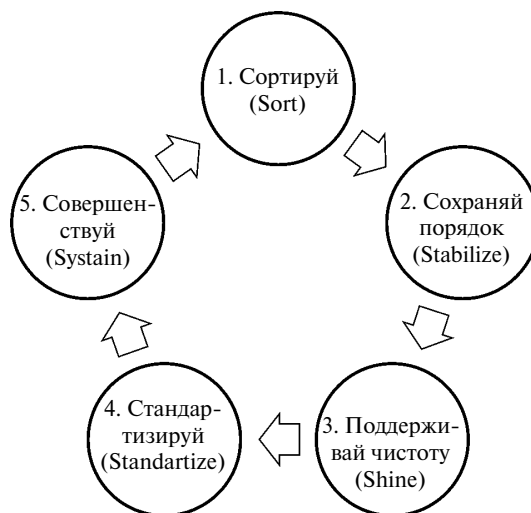 1. Сортируй
(Sort)
2. Сохраняй
порядок
(Stabilize)
3. Поддержи-
вай чистоту
(Shine)
4. Стандар-
тизируй
(Standartize)
5. Совершен-
ствуй
(Systain)